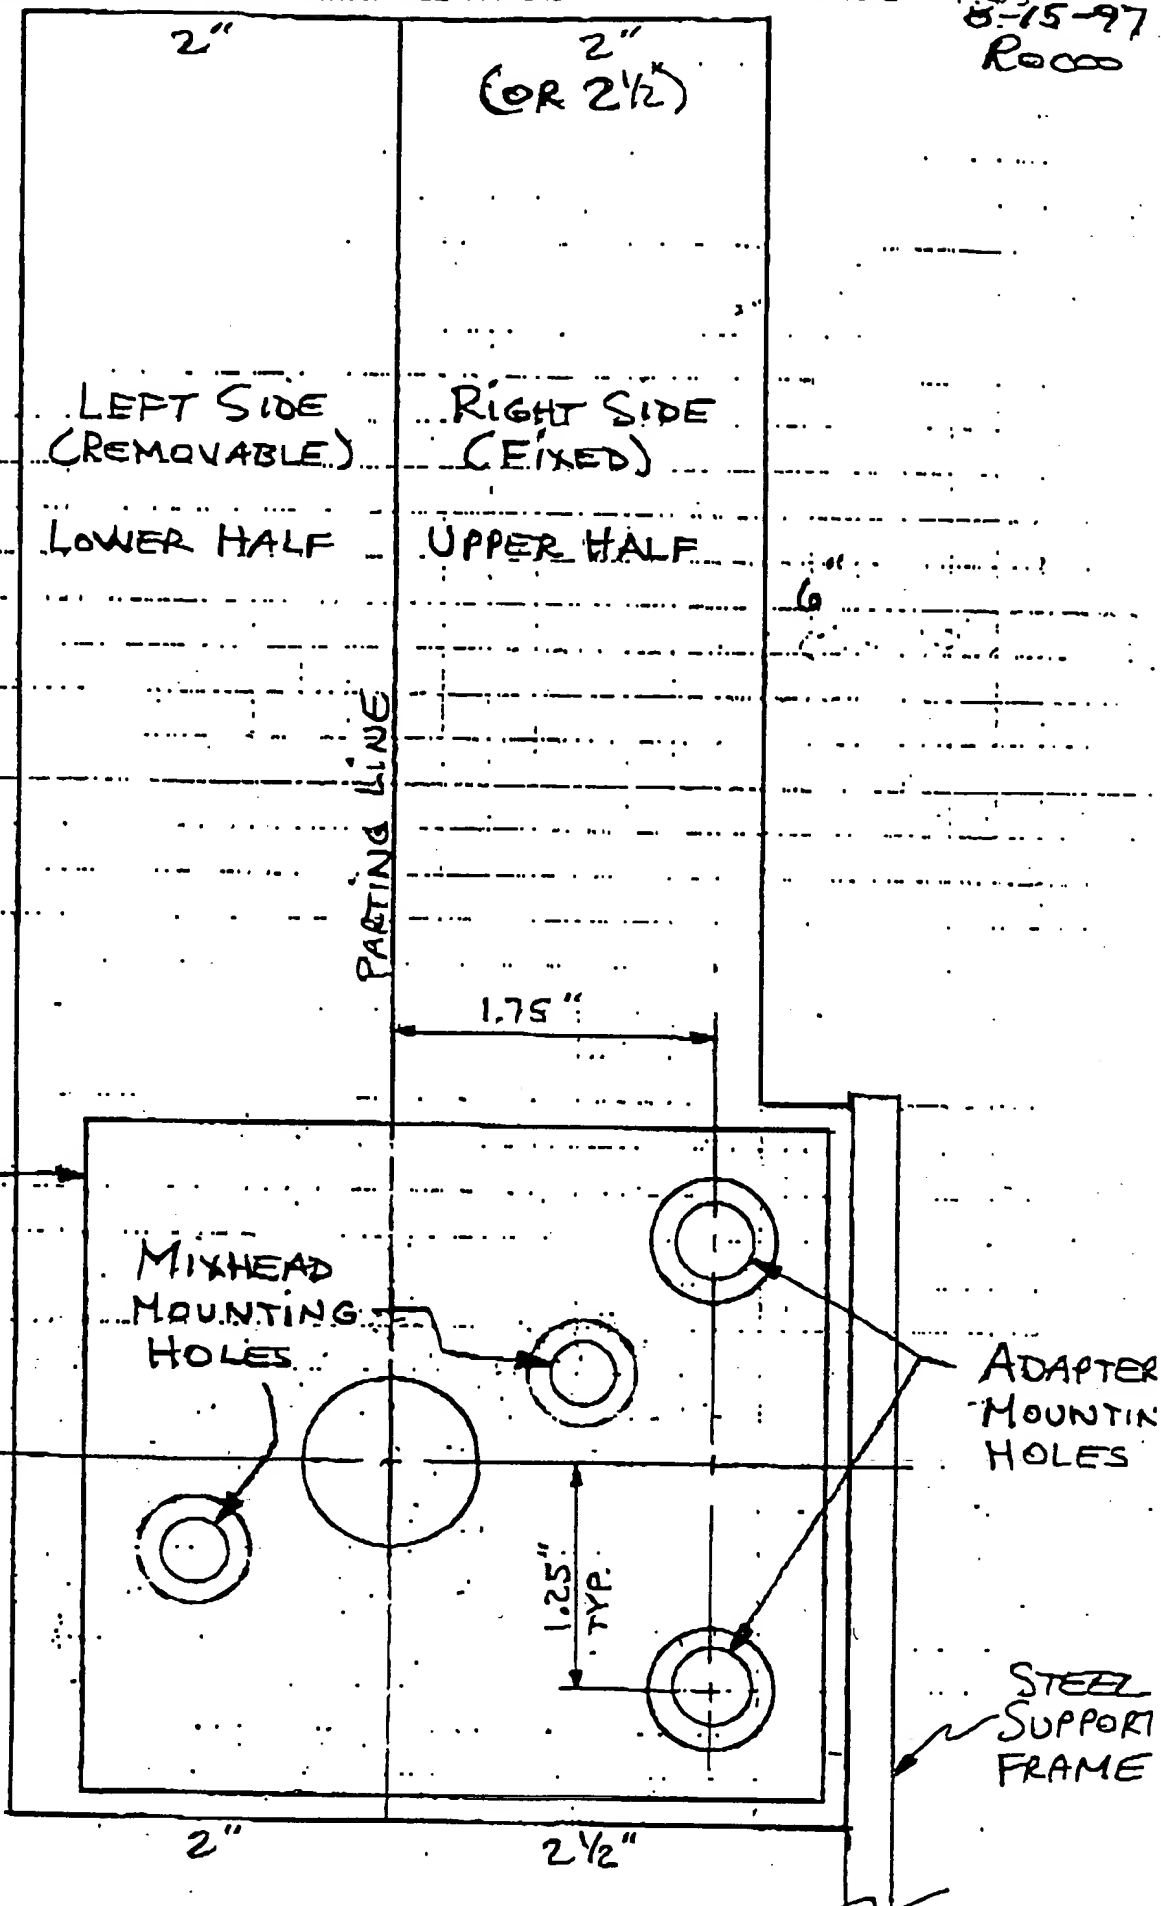 8-15-97
Rocco
2"
2"
(OR 2½")
LEFT SIDE
(REMOVABLE)
RIGHT SIDE
(FIXED)
LOWER HALF
UPPER HALF
6
PARTING LINE
1.75"
MIXHEAD
MOUNTING
HOLES
ADAPTER
MOUNTIN
HOLES
1.25"
TYP.
STEEL
SUPPORT
FRAME
2"
2½"